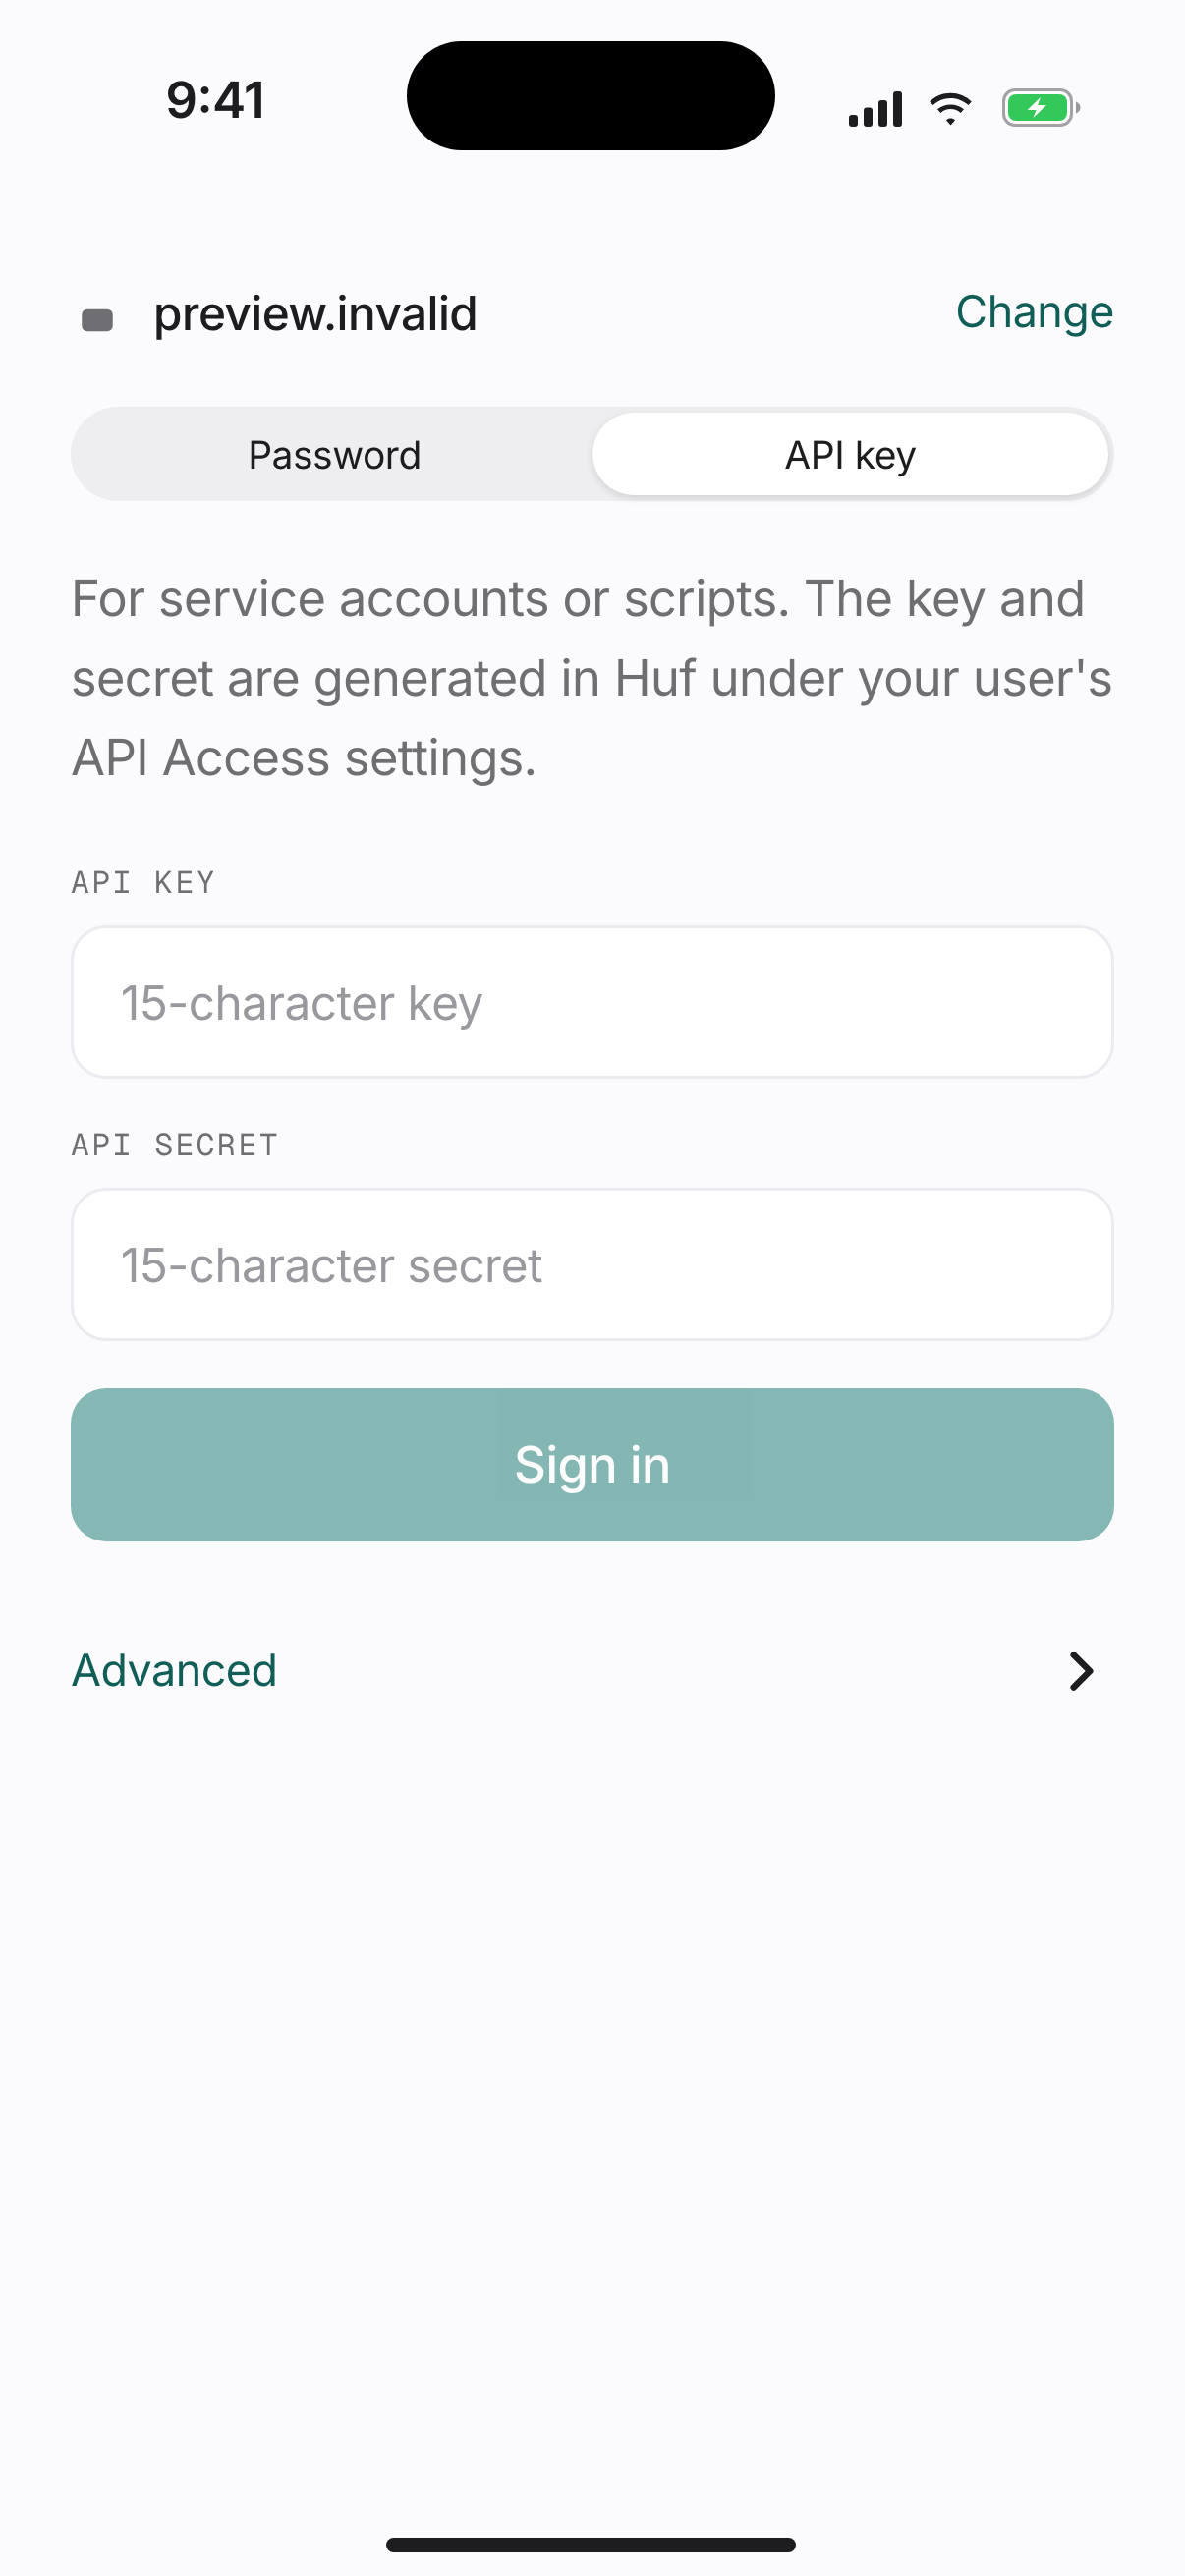 9:41
preview.invalid
Change
Password
API key
For service accounts or scripts. The key and
secret are generated in Huf under your user's
API Access settings.
API KEY
15-character key
API SECRET
15-character secret
Sign in
Advanced